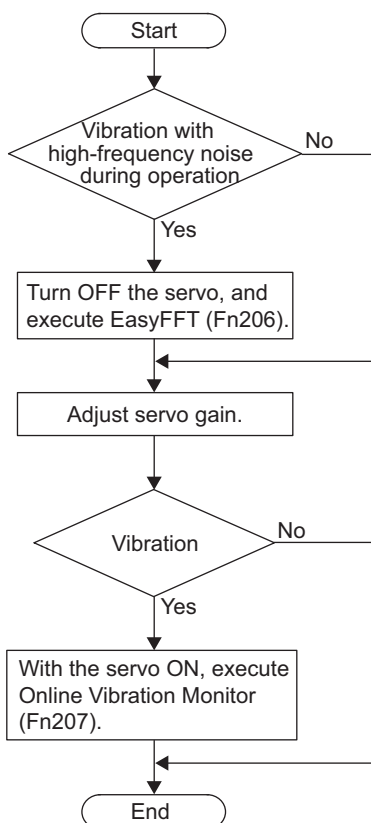 Start
Vibration with
high-frequency noise
during operation
No
Yes
Turn OFF the servo, and
execute EasyFFT (Fn206).
Adjust servo gain.
Vibration
No
Yes
With the servo ON, execute
Online Vibration Monitor
(Fn207).
End